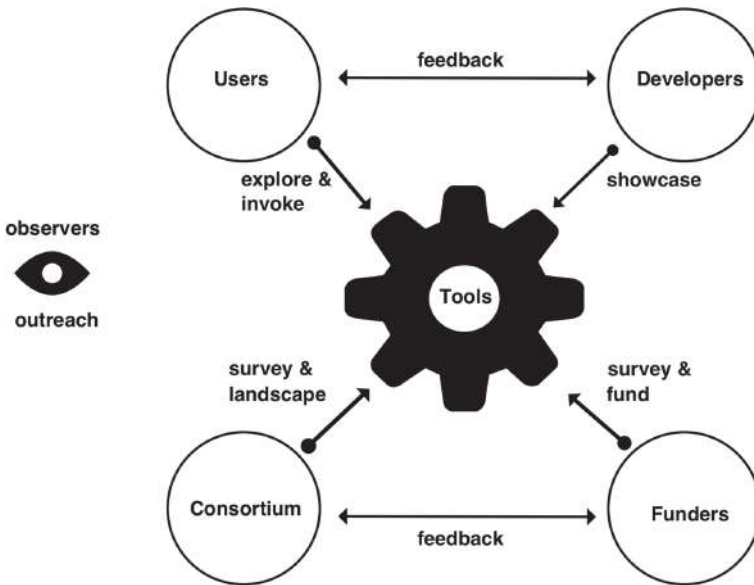 feedback
Users
Developers
explore &
invoke
showcase
observers
outreach
Tools
survey &
landscape
survey &
fund
Consortium
Funders
feedback